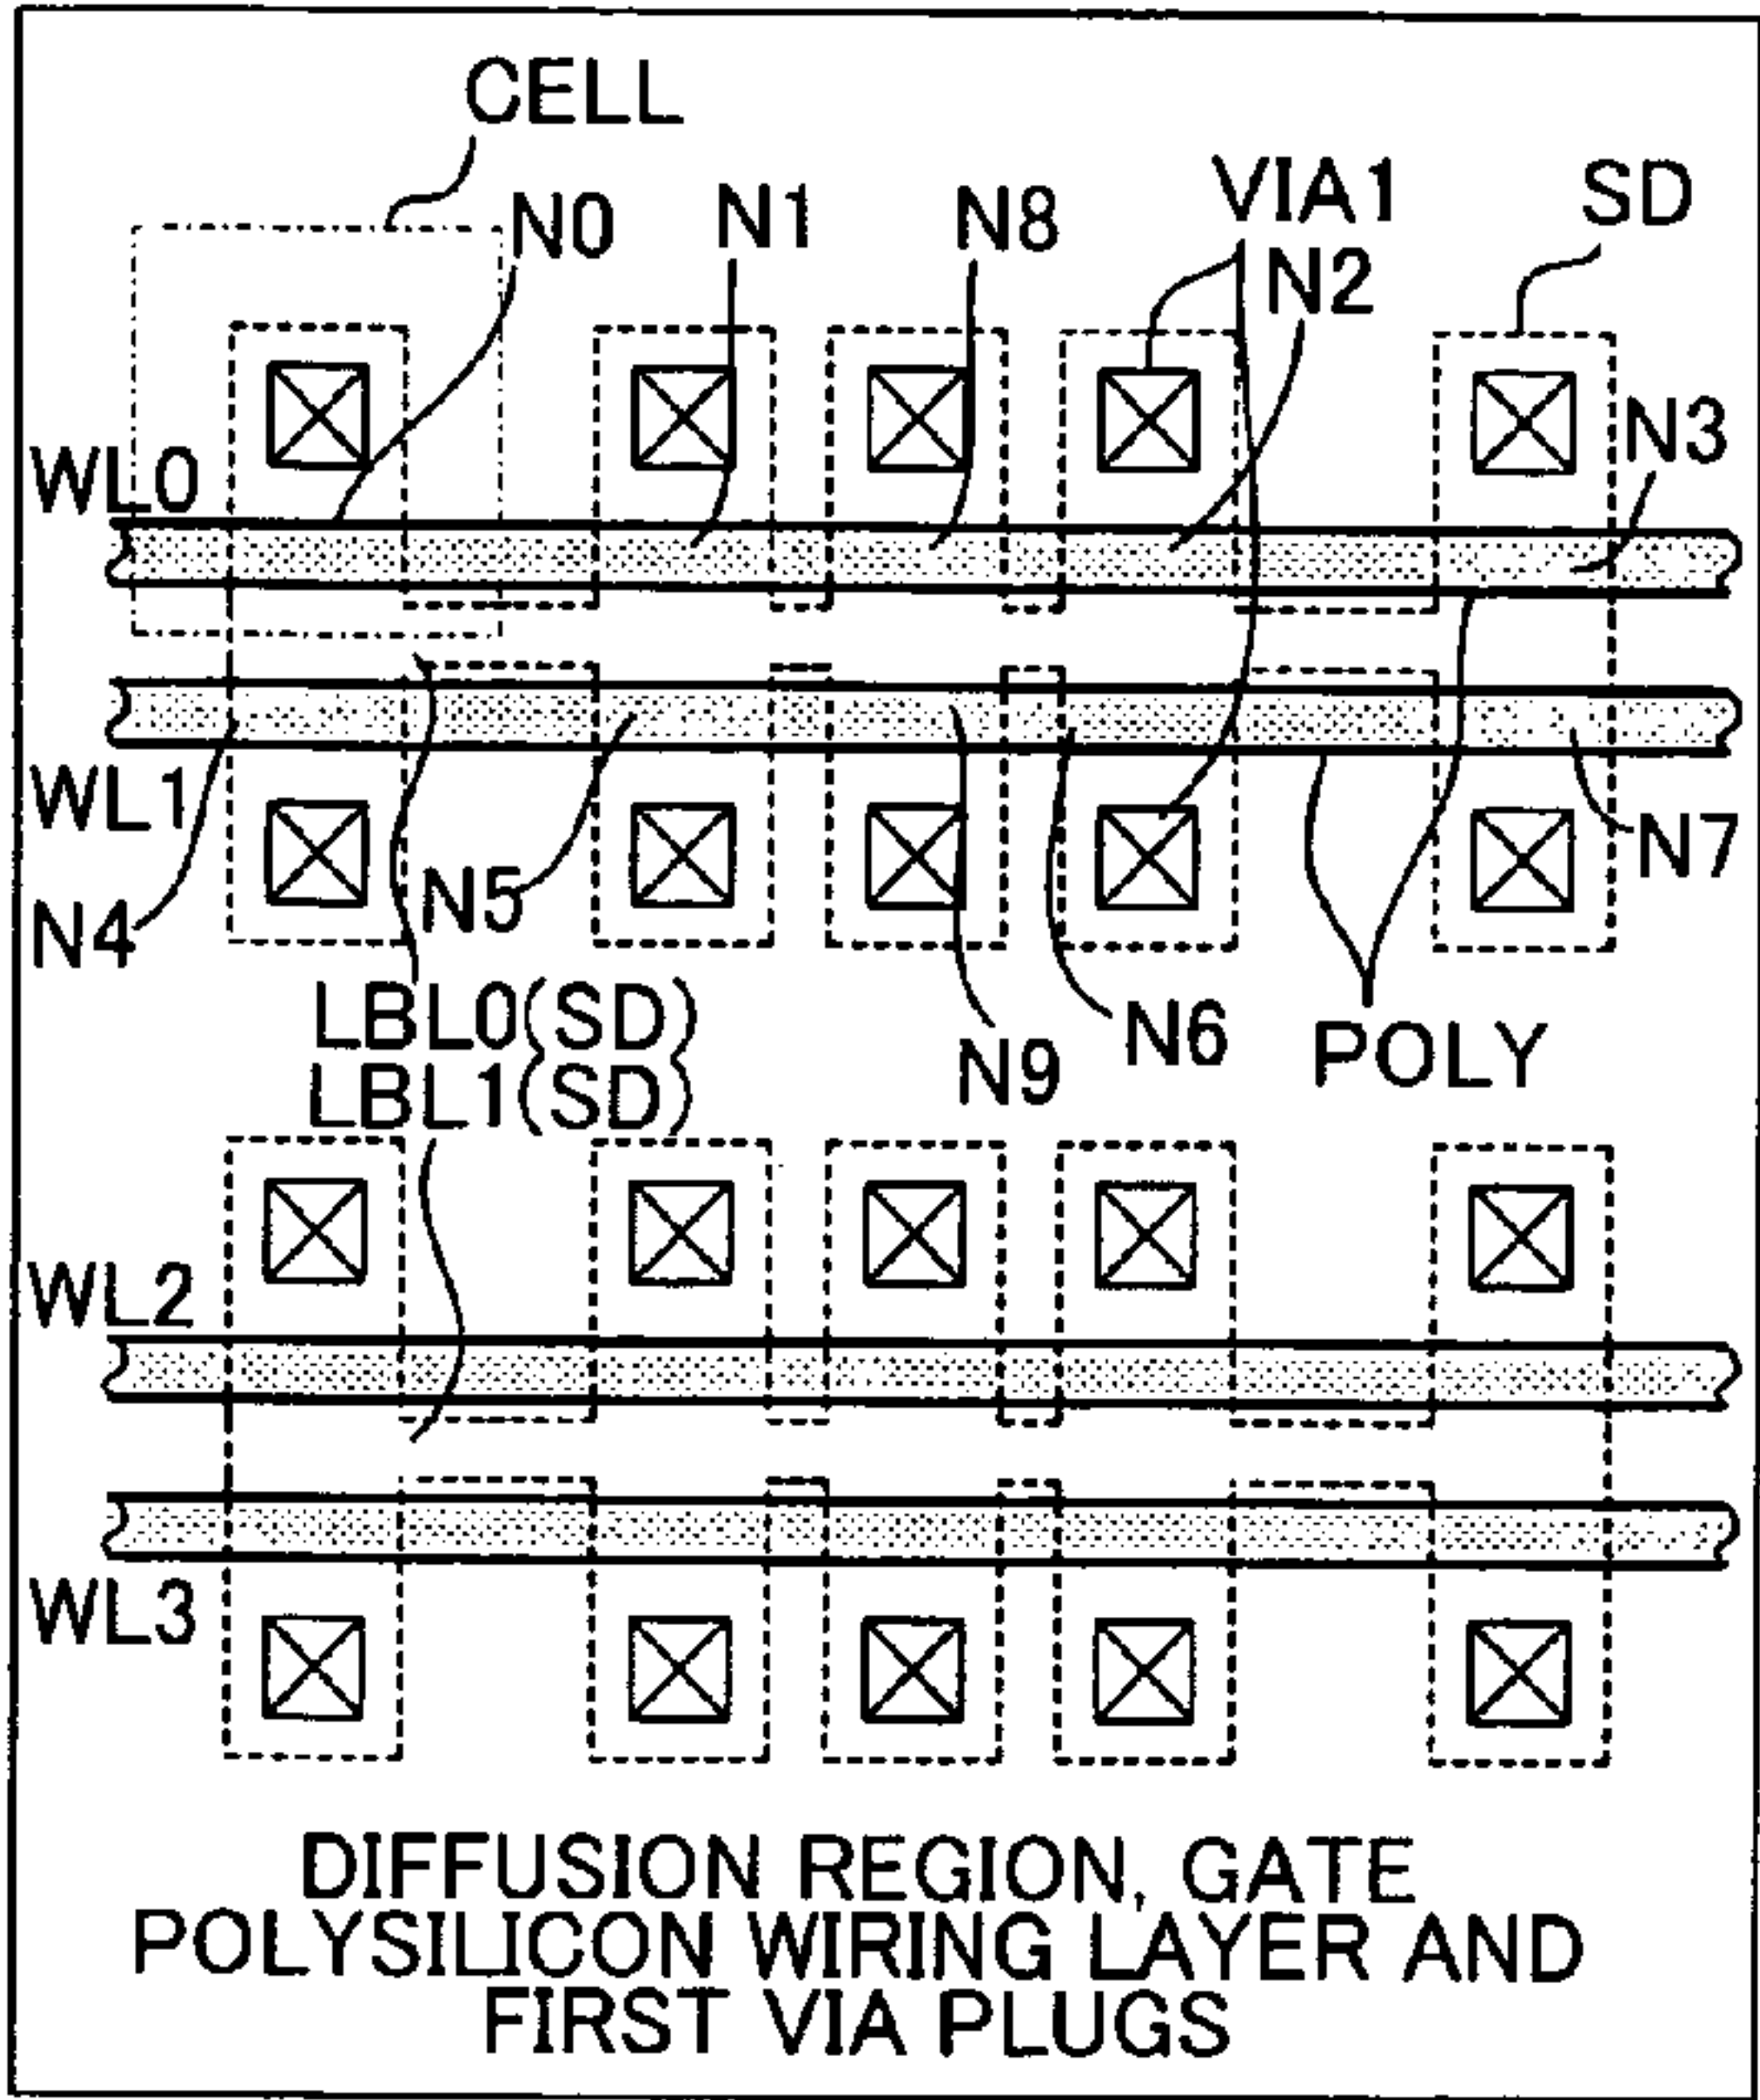 CELL
N0
N1
N8
VIA1
N2
SD
N3
WL0
WL1
N4
N5
N7
LBL0(SD)
LBL1(SD)
N9
N6
POLY
WL2
WL3
DIFFUSION REGION, GATE
POLYSILICON WIRING LAYER AND
FIRST VIA PLUGS